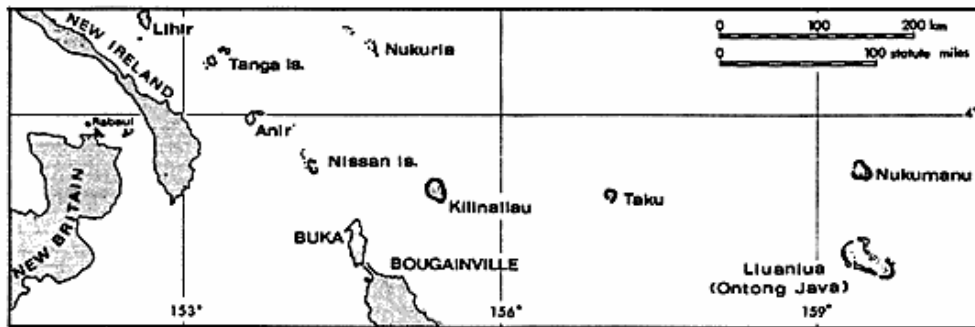 Lihir
NEW IRELAND
Tanga Is.
Nukuria
0 100 200
km
0 100
statute miles
Rabaul
Anir
4°
Nissan Is.
Kilinailau
Taku
Nukumanu
NEW BRITAIN
BUKA
BOUGAINVILLE
Liuaniua
(Ontong Java)
153°
156°
159°